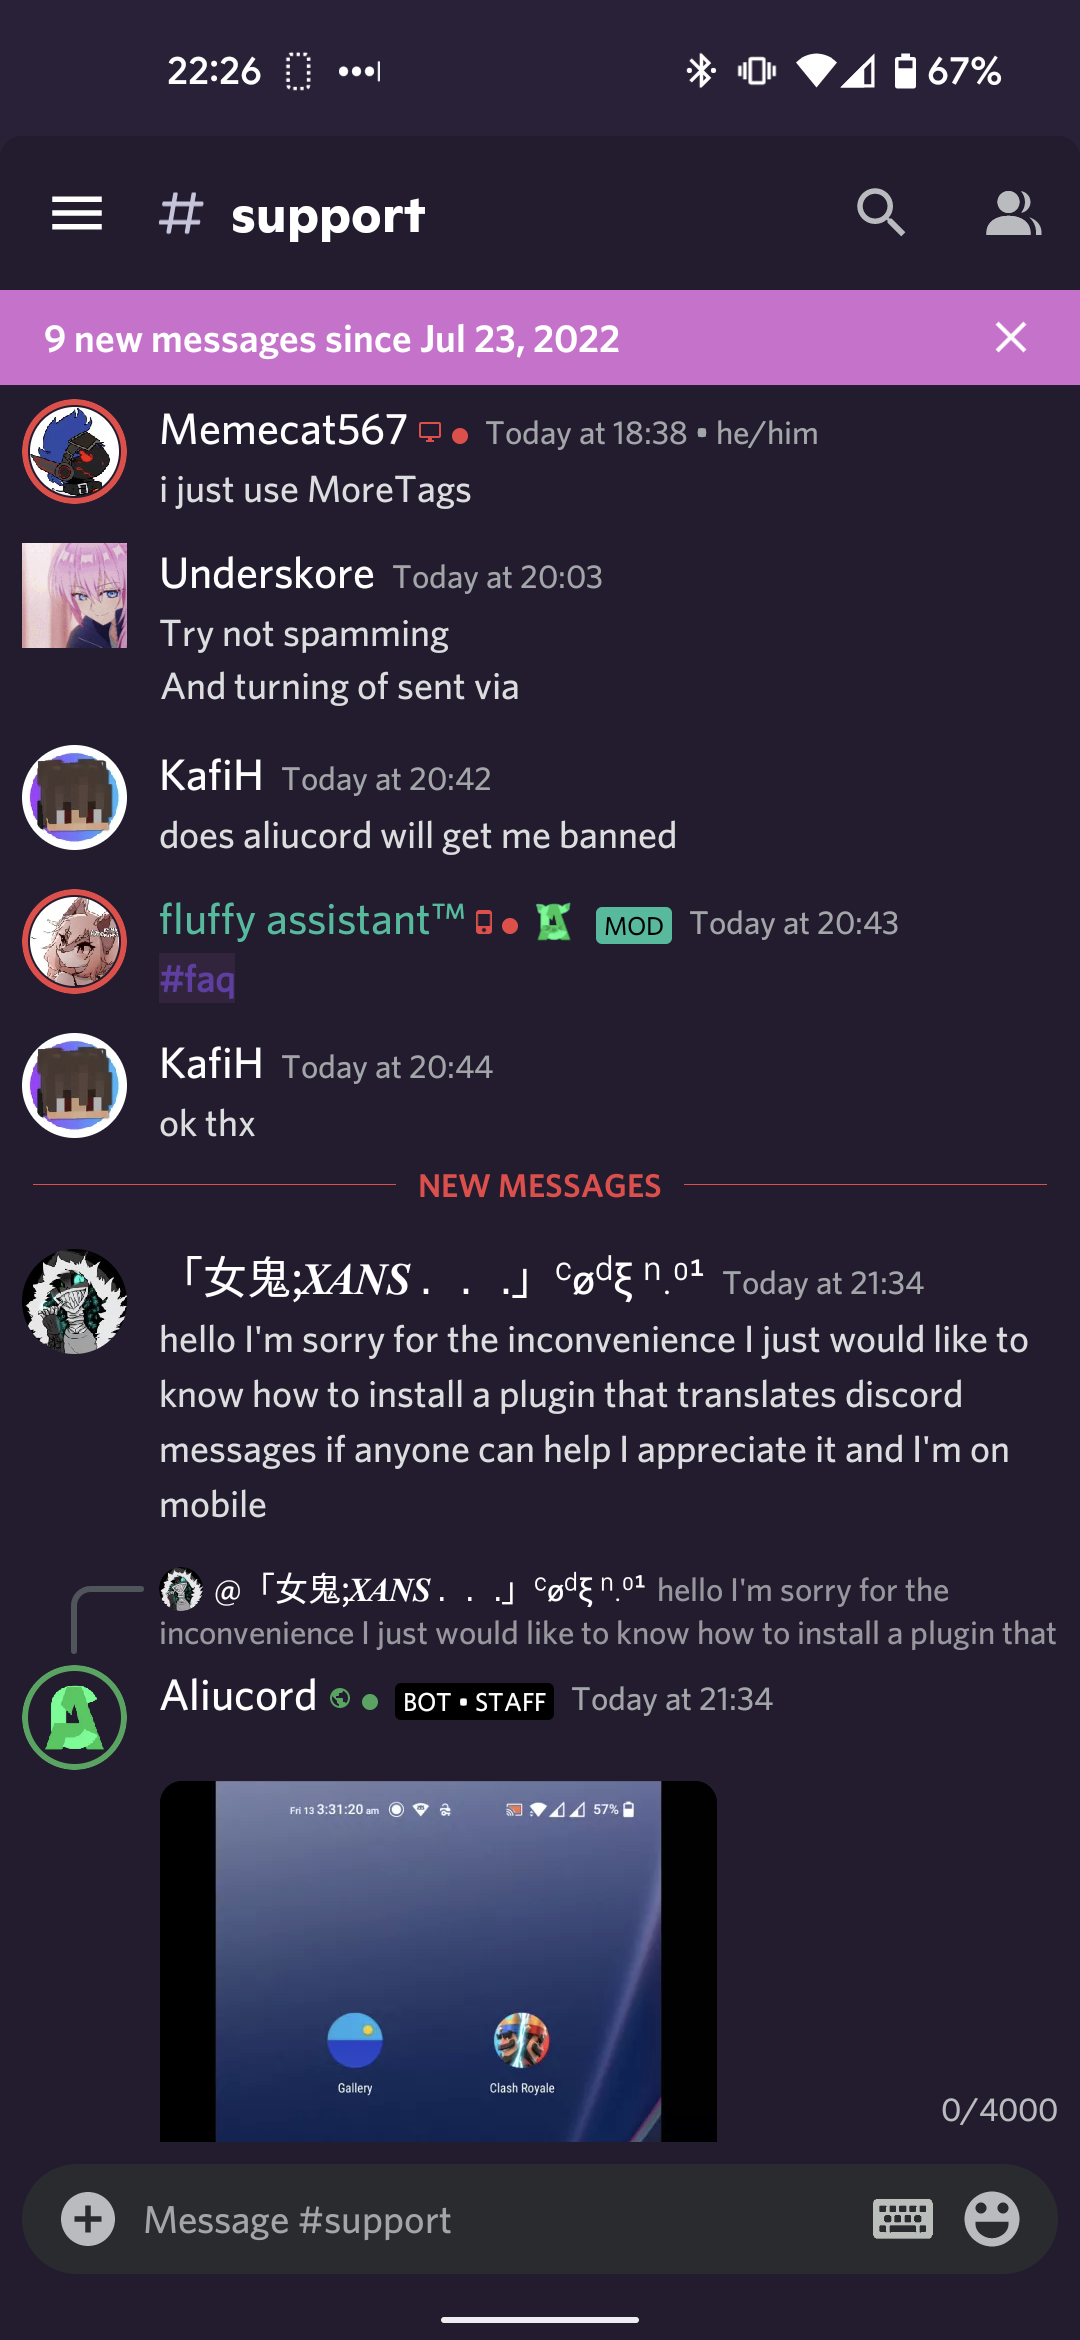 22:26 67%
# support
9 new messages since Jul 23, 2022
Memecat567 Today at 18:38 • he/him
i just use MoreTags
Underskore Today at 20:03
Try not spamming
And turning of sent via
KafiH Today at 20:42
does aliucord will get me banned
fluffy assistant™ MOD Today at 20:43
#faq
KafiH Today at 20:44
ok thx
NEW MESSAGES
「女鬼;𝑿𝑨𝑵𝑺 . . .」ᶜøᵈξ ⁿ.⁰¹ Today at 21:34
hello I'm sorry for the inconvenience I just would like to
know how to install a plugin that translates discord
messages if anyone can help I appreciate it and I'm on
mobile
@「女鬼;𝑿𝑨𝑵𝑺 . . .」ᶜøᵈξ ⁿ.⁰¹ hello I'm sorry for the
inconvenience I just would like to know how to install a plugin that
Aliucord BOT • STAFF Today at 21:34
Fri 13 3:31:20 am 57%
Gallery Clash Royale
0/4000
Message #support